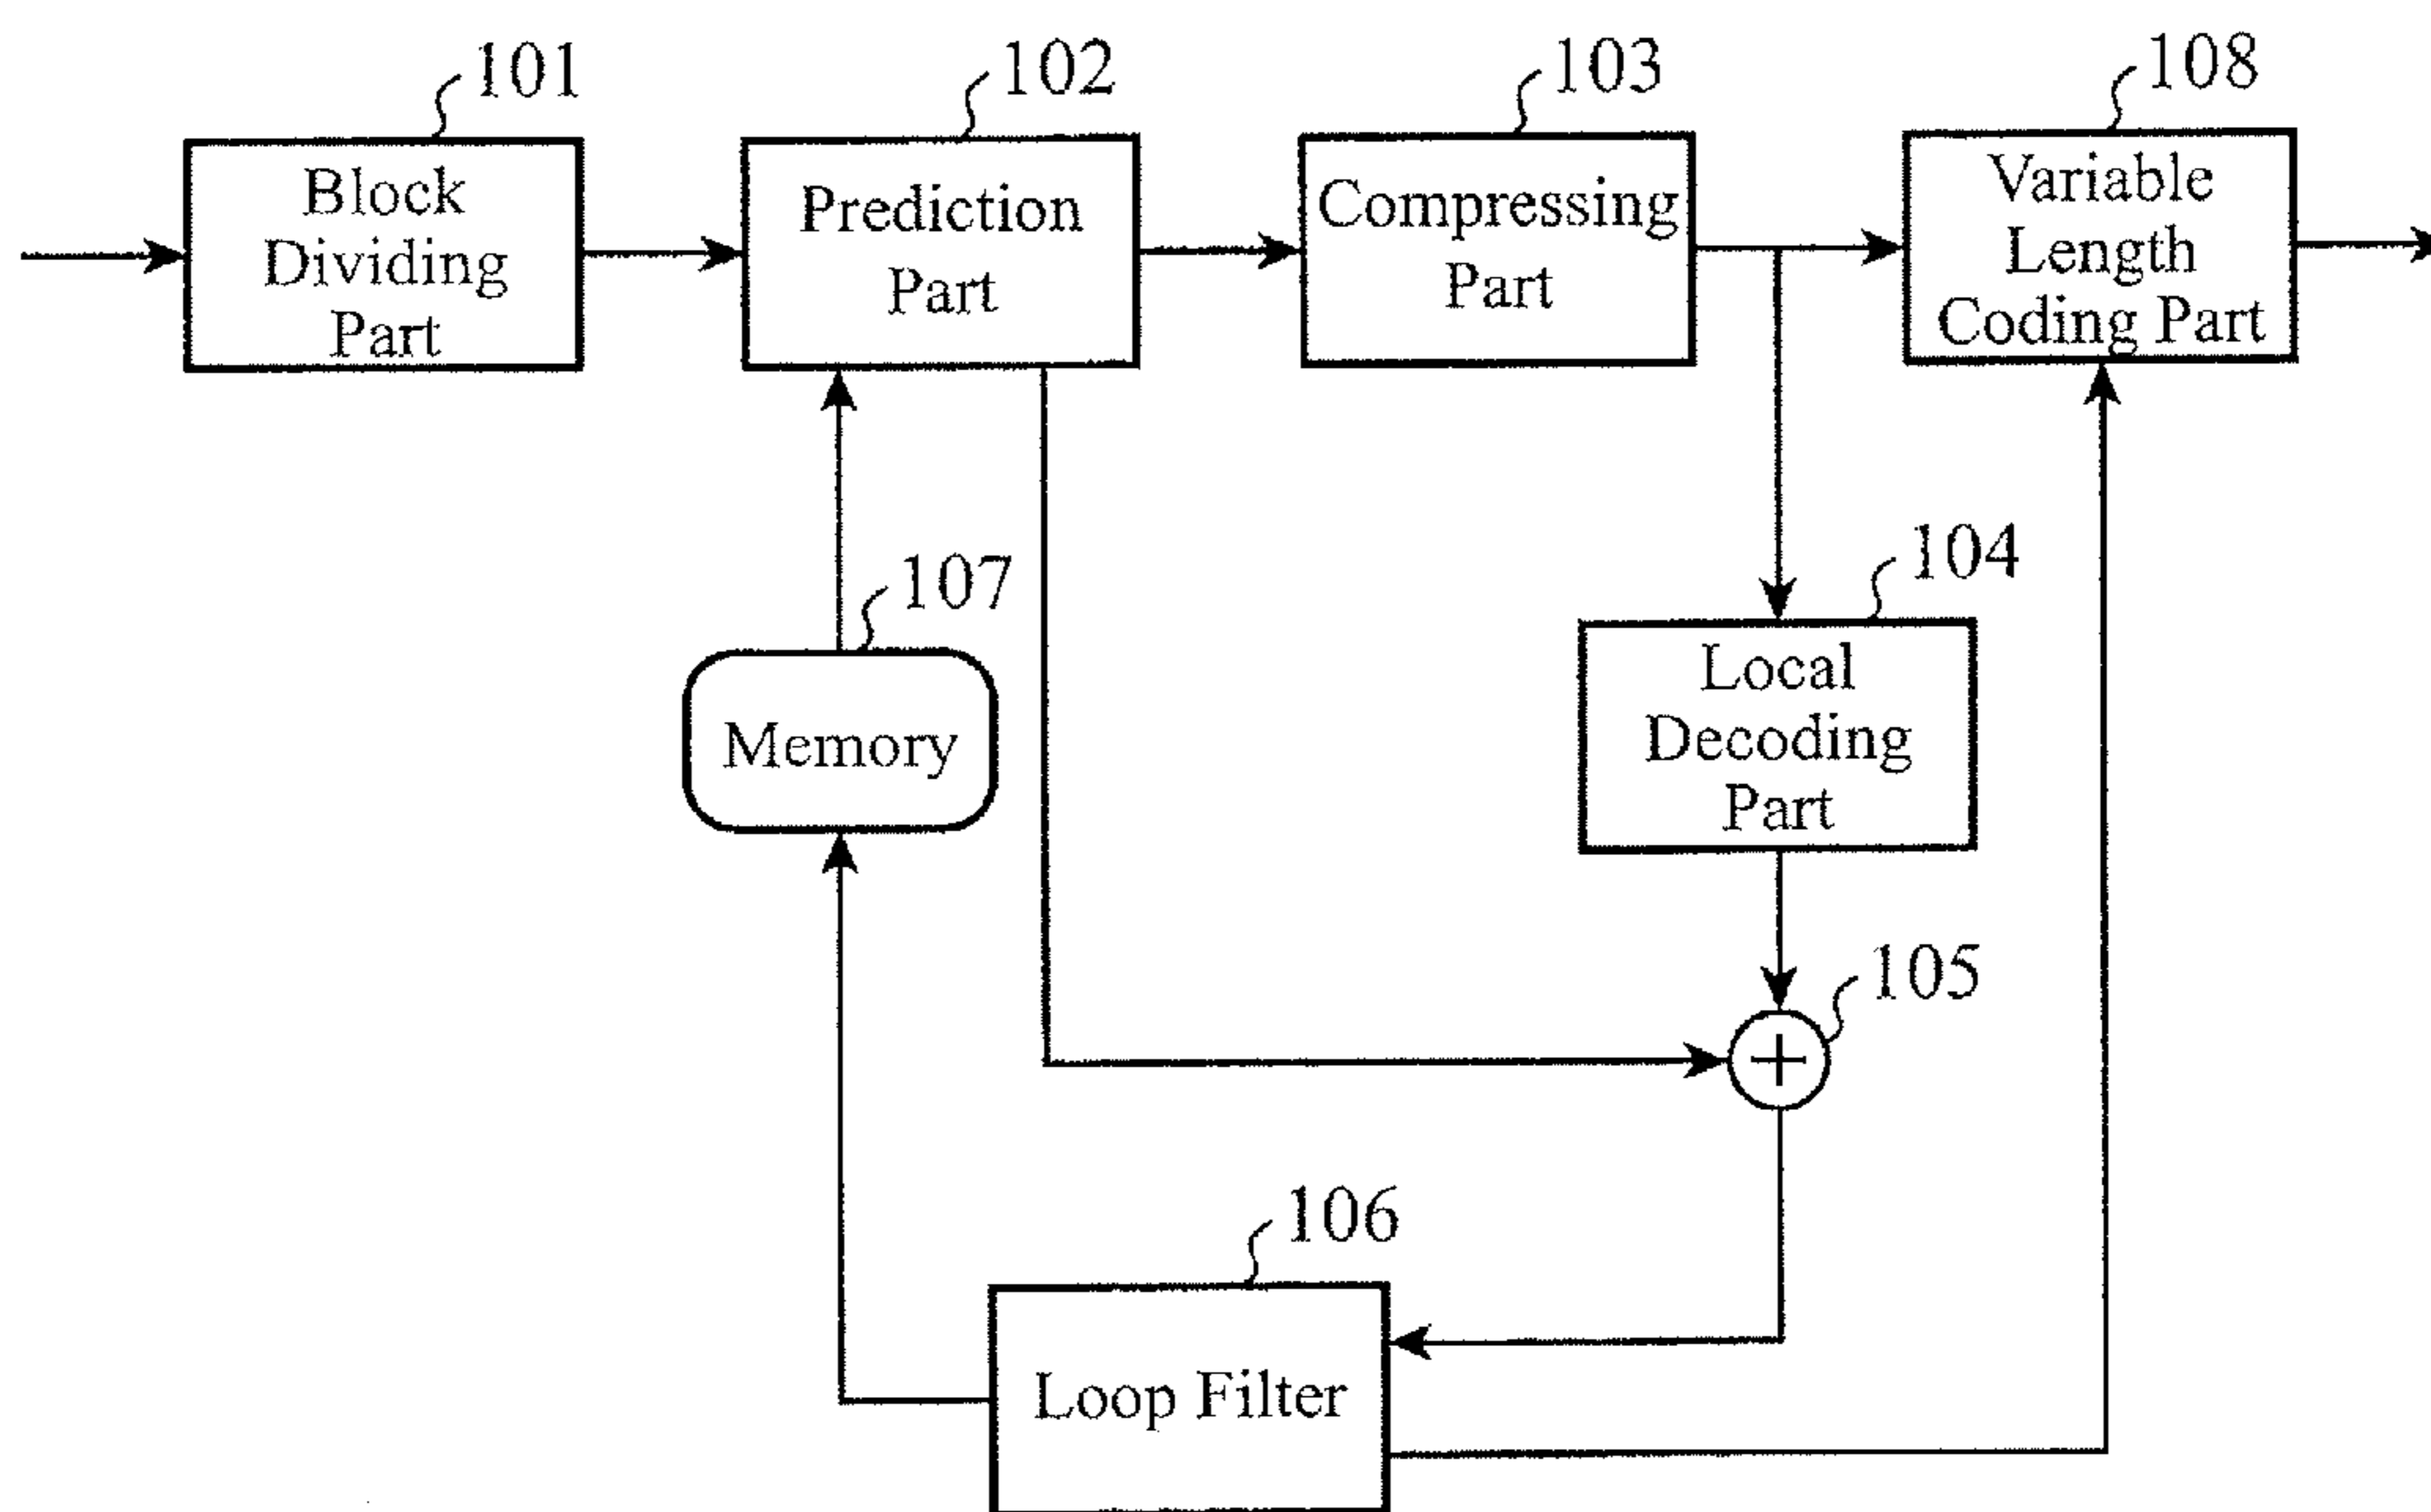 101
102
103
108
Block
Dividing
Part
Prediction
Part
Compressing
Part
Variable
Length
Coding Part
107
104
Memory
Local
Decoding
Part
105
+
106
Loop Filter